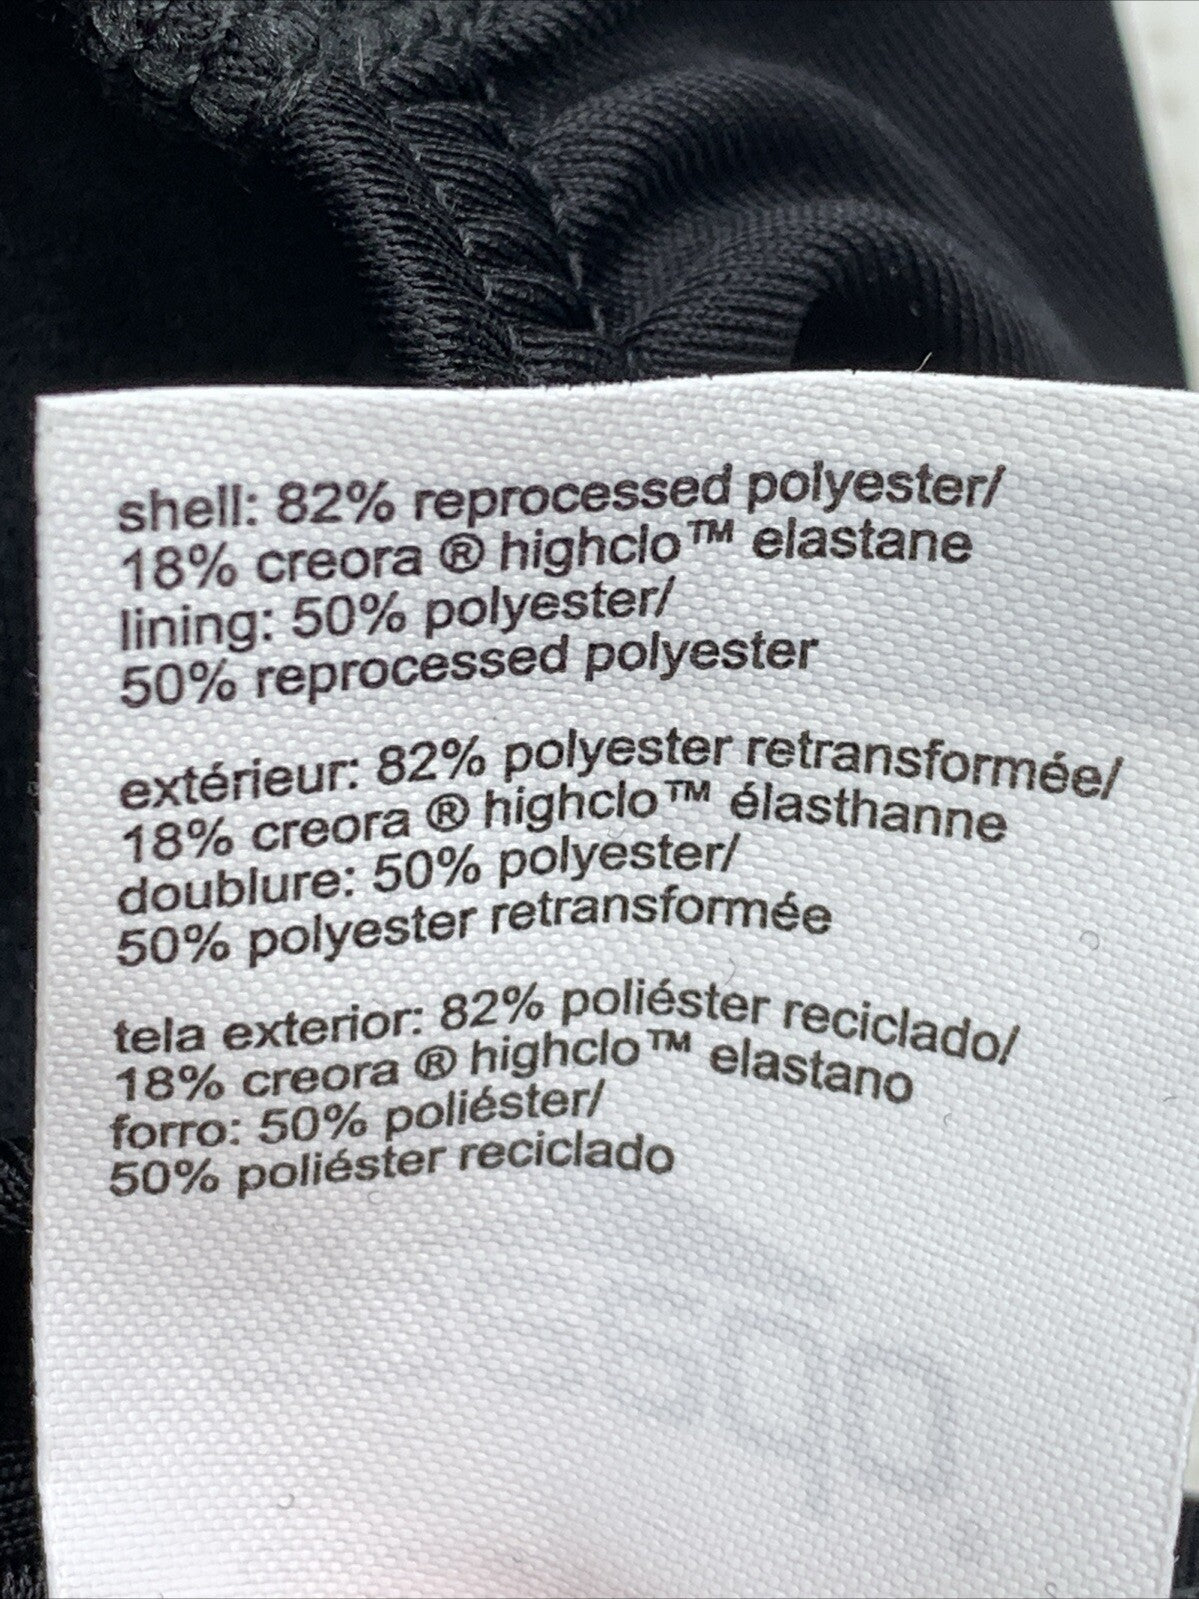 shell: 82% reprocessed polyester/
18% creora ® highclo™ elastane
lining: 50% polyester/
50% reprocessed polyester
extérieur: 82% polyester retransformée/
18% creora ® highclo™ élasthanne
doublure: 50% polyester/
50% polyester retransformée
tela exterior: 82% poliéster reciclado/
18% creora ® highclo™ elastano
forro: 50% poliéster/
50% poliéster reciclado